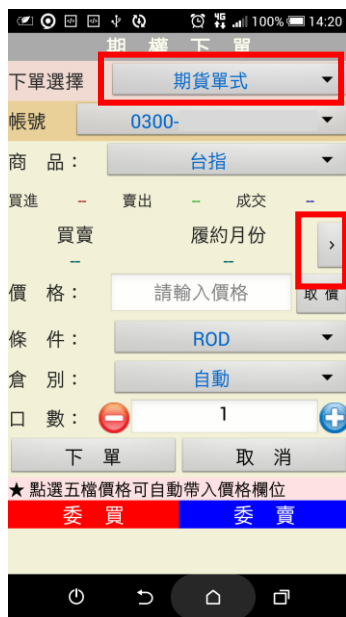 4G 100% 14:20
期 權 下 單
下單選擇 期貨單式
帳號 0300-
商 品： 台指
買進 -- 賣出 -- 成交 --
買賣 履約月份 >
-- --
價 格： 請輸入價格 取 價
條 件： ROD
倉 別： 自動
口 數： 1
下 單 取 消
★點選五檔價格可自動帶入價格欄位
委 買 委 賣